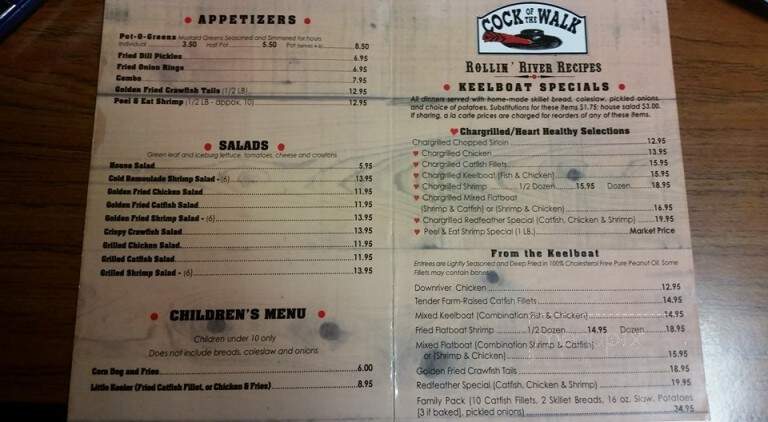 APPETIZERS
Pot-O-Greens Mustard Greens Seasoned and Simmered for hours
Individual 3.50 Half Pot 5.50 Pot (serves 4-6) 8.50
Fried Dill Pickles 6.95
Fried Onion Rings 6.95
Combo 7.95
Golden Fried Crawfish Tails (1/2 LB) 12.95
Peel & Eat Shrimp (1/2 LB - appox. 10) 12.95
SALADS
Green leaf and iceburg lettuce, tomatoes, cheese and croutons
House Salad 5.95
Cold Remoulade Shrimp Salad - (6) 13.95
Golden Fried Chicken Salad 11.95
Golden Fried Catfish Salad 11.95
Golden Fried Shrimp Salad - (6) 13.95
Crispy Crawfish Salad 13.95
Grilled Chicken Salad 11.95
Grilled Catfish Salad 11.95
Grilled Shrimp Salad - (6) 13.95
CHILDREN'S MENU
Children under 10 only
Does not include breads, coleslaw and onions
Corn Dog and Fries 6.00
Little Keeler (Fried Catfish Fillet, or Chicken & Fries) 8.95
COCK OF THE WALK
ROLLIN' RIVER RECIPES
KEELBOAT SPECIALS
All dinners served with home-made skillet bread, coleslaw, pickled onions,
and choice of potatoes. Substitutions for these items $1.75; house salad $3.00.
If sharing, a la carte prices are charged for reorders of any of these items.
Chargrilled/Heart Healthy Selections
Chargrilled Chopped Sirloin 12.95
Chargrilled Chicken 13.95
Chargrilled Catfish Fillets 15.95
Chargrilled Keelboat (Fish & Chicken) 15.95
Chargrilled Shrimp 1/2 Dozen 15.95 Dozen 18.95
Chargrilled Mixed Flatboat
(Shrimp & Catfish) or (Shrimp & Chicken) 16.95
Chargrilled Redfeather Special (Catfish, Chicken & Shrimp) 19.95
Peel & Eat Shrimp Special (1 LB.) Market Price
From the Keelboat
Entrees are Lightly Seasoned and Deep Fried in 100% Cholesterol Free Pure Peanut Oil. Some
Fillets may contain bones
Downriver Chicken 12.95
Tender Farm-Raised Catfish Fillets 14.95
Mixed Keelboat (Combination Fish & Chicken) 14.95
Fried Flatboat Shrimp 1/2 Dozen 14.95 Dozen 18.95
Mixed Flatboat (Combination Shrimp & Catfish)
or (Shrimp & Chicken) 15.95
Golden Fried Crawfish Tails 18.95
Redfeather Special (Catfish, Chicken & Shrimp) 19.95
Family Pack (10 Catfish Fillets, 2 Skillet Breads, 16 oz. Slaw, Potatoes
[3 if baked], pickled onions) 34.95